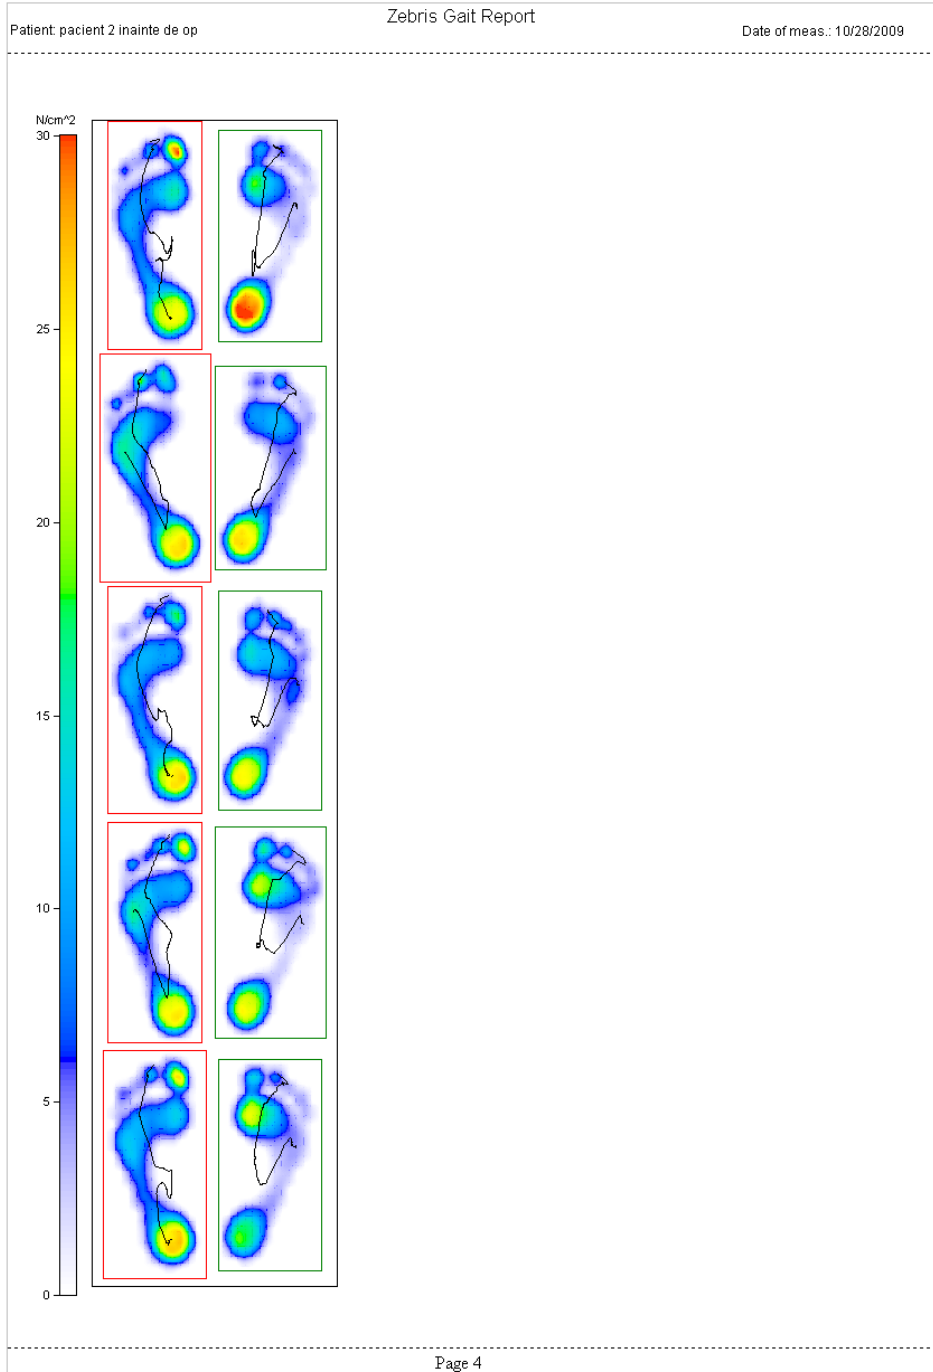 Zebris Gait Report
Patient: pacient 2 inainte de op
Date of meas.: 10/28/2009
N/cm^2
30
25
20
15
10
5
0
Page 4